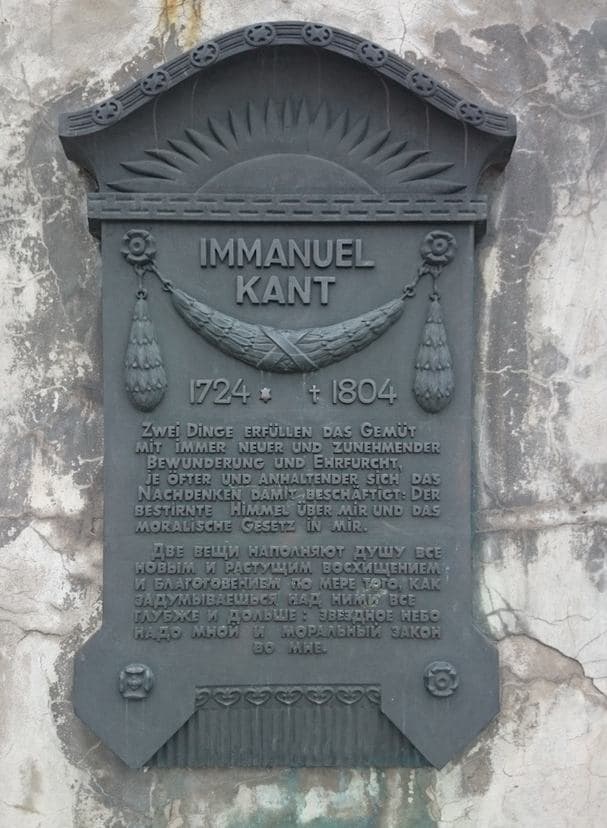 IMMANUEL
KANT
1724 * † 1804
ZWEI DINGE ERFÜLLEN DAS GEMÜT
MIT IMMER NEUER UND ZUNEHMENDER
BEWUNDERUNG UND EHRFURCHT,
JE ÖFTER UND ANHALTENDER SICH DAS
NACHDENKEN DAMIT BESCHÄFTIGT: DER
BESTIRNTE HIMMEL ÜBER MIR UND DAS
MORALISCHE GESETZ IN MIR.
ДВЕ ВЕЩИ НАПОЛНЯЮТ ДУШУ ВСЕ
НОВЫМ И РАСТУЩИМ ВОСХИЩЕНИЕМ
И БЛАГОГОВЕНИЕМ ПО МЕРЕ ТОГО, КАК
ЗАДУМЫВАЕШЬСЯ НАД НИМИ ВСЕ
ГЛУБЖЕ И ДОЛЬШЕ: ЗВЕЗДНОЕ НЕБО
НАДО МНОЙ И МОРАЛЬНЫЙ ЗАКОН
ВО МНЕ.